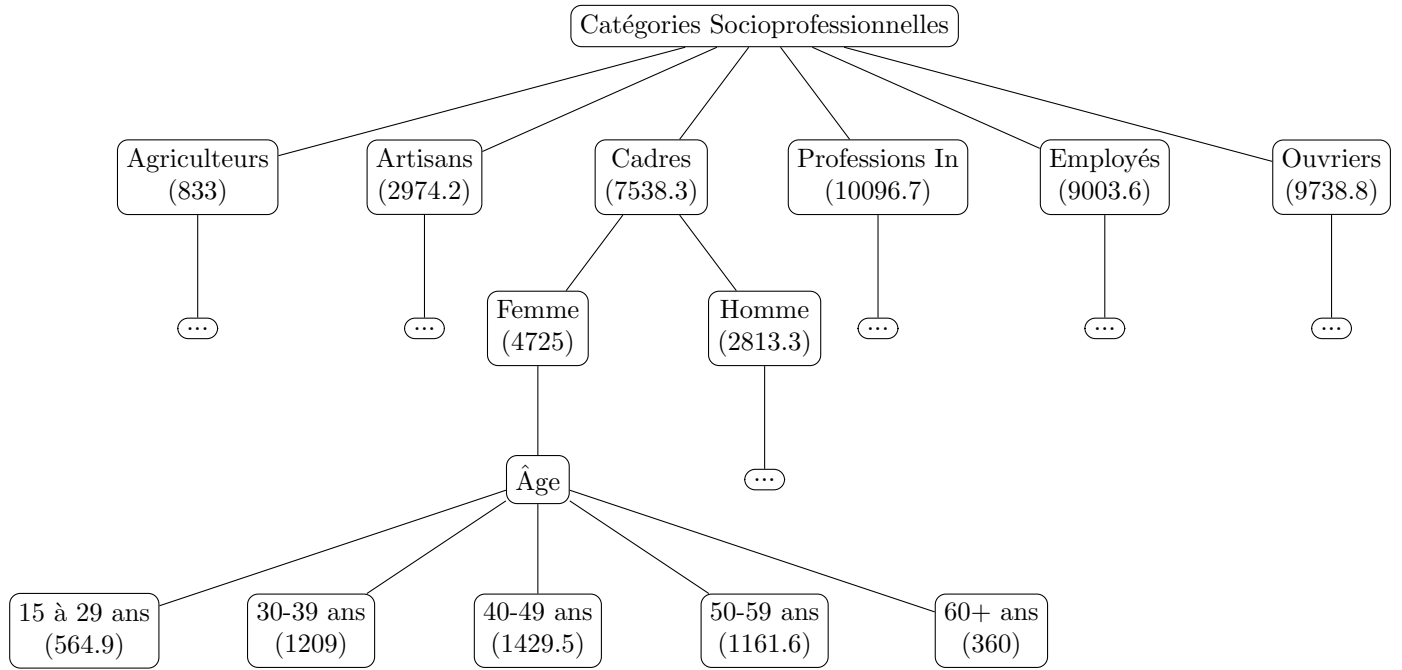 Catégories Socioprofessionnelles
Agriculteurs
(833)
Artisans
(2974.2)
Cadres
(7538.3)
Professions In
(10096.7)
Employés
(9003.6)
Ouvriers
(9738.8)
...
...
Femme
(4725)
Homme
(2813.3)
...
...
...
Âge
...
15 à 29 ans
(564.9)
30-39 ans
(1209)
40-49 ans
(1429.5)
50-59 ans
(1161.6)
60+ ans
(360)